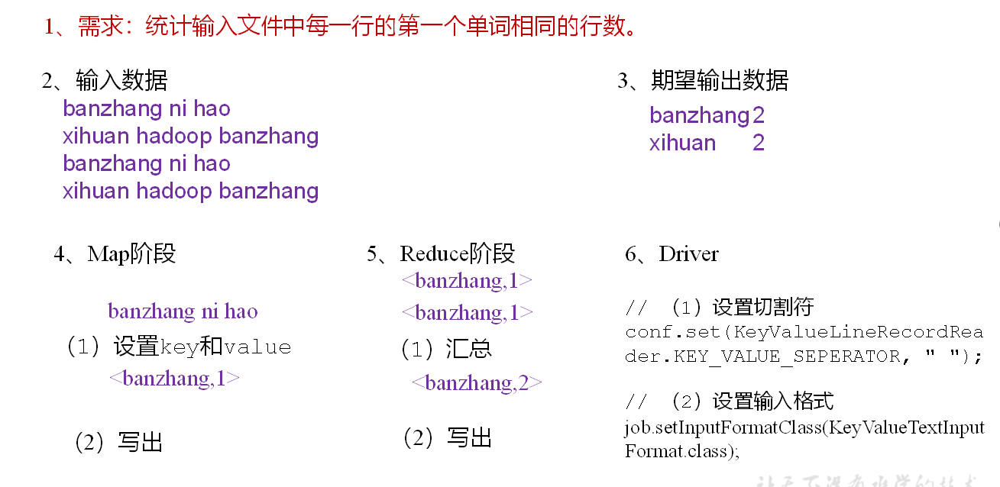 1、需求：统计输入文件中每一行的第一个单词相同的行数。
2、输入数据
banzhang ni hao
xihuan hadoop banzhang
banzhang ni hao
xihuan hadoop banzhang
3、期望输出数据
banzhang 2
xihuan 2
4、Map阶段
banzhang ni hao
（1）设置key和value
<banzhang,1>
（2）写出
5、Reduce阶段
<banzhang,1>
<banzhang,1>
（1）汇总
<banzhang,2>
（2）写出
6、Driver
// （1）设置切割符
conf.set(KeyValueLineRecordRea
der.KEY_VALUE_SEPERATOR, " ");
// （2）设置输入格式
job.setInputFormatClass(KeyValueTextInput
Format.class);